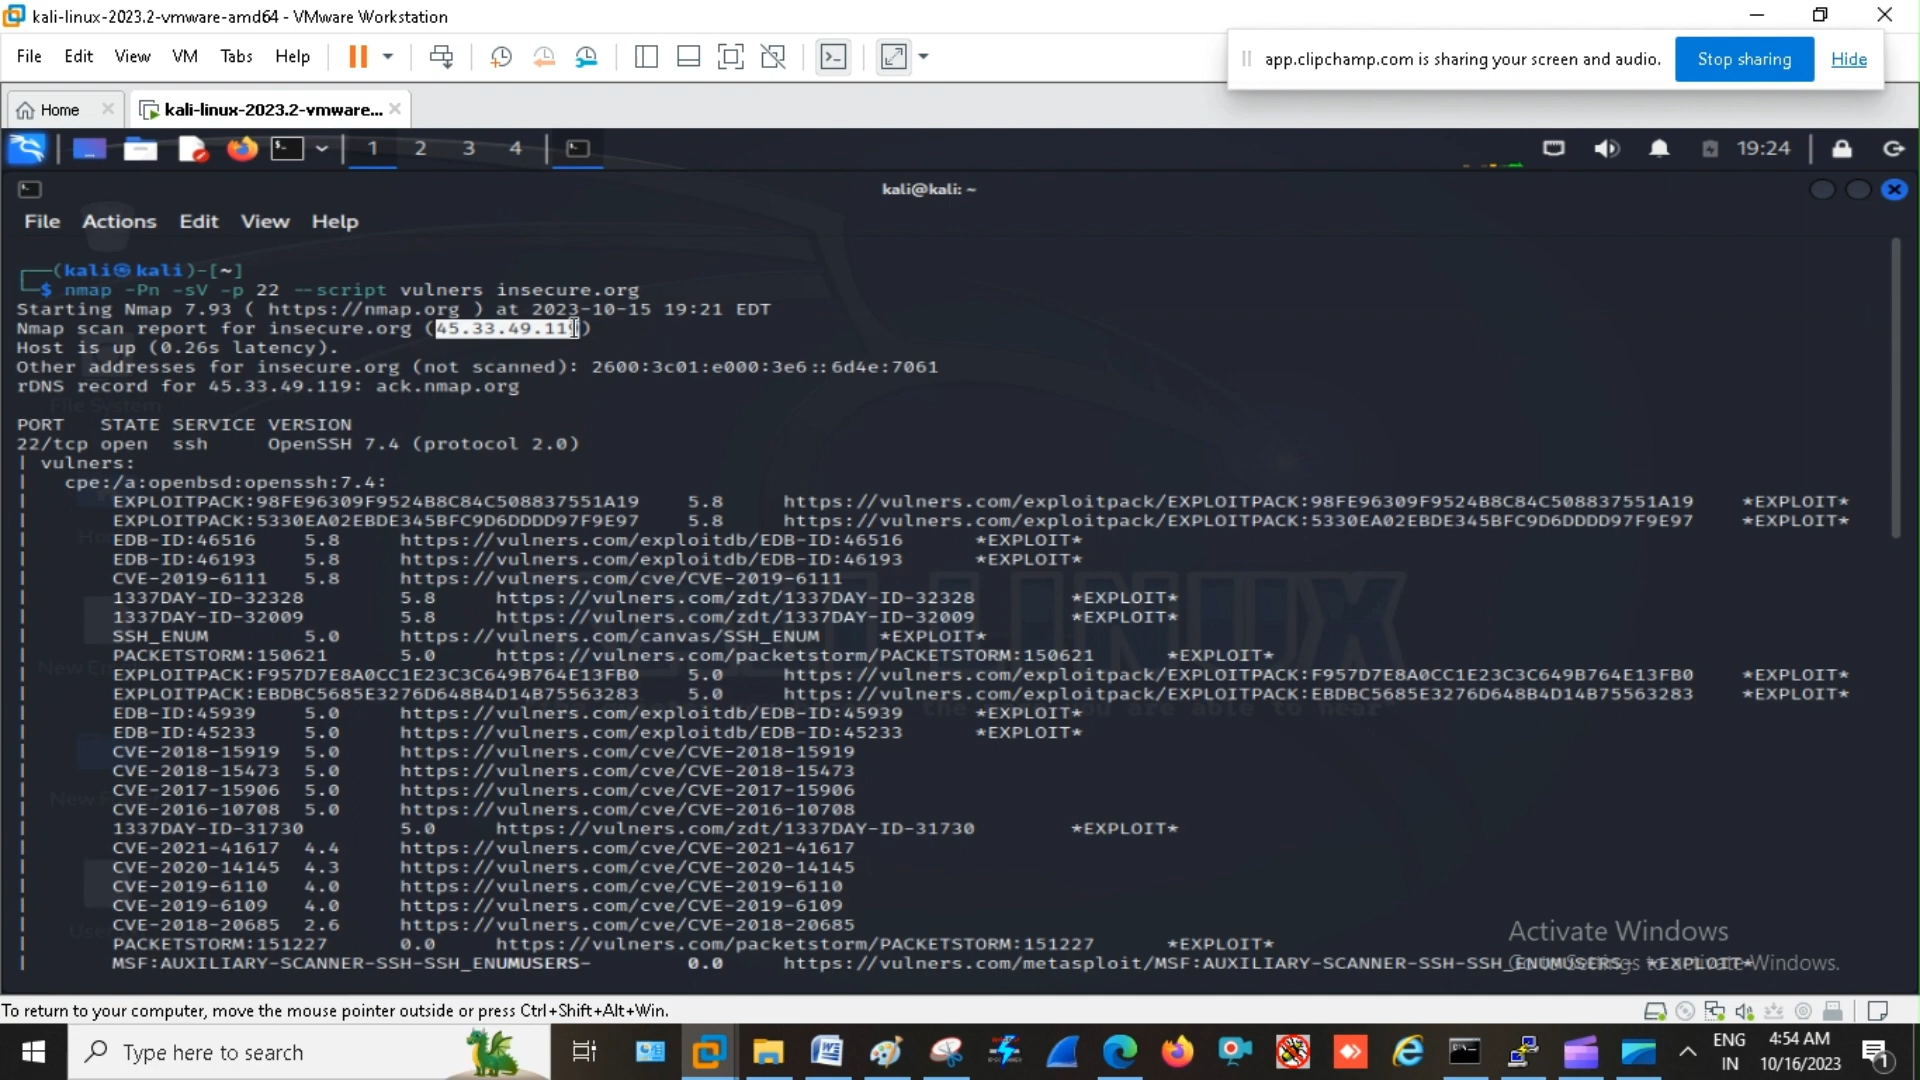 kali-linux-2023.2-vmware-amd64 - VMware Workstation
File Edit View VM Tabs Help
app.clipchamp.com is sharing your screen and audio. Stop sharing Hide
Home kali-linux-2023.2-vmware...
1 2 3 4 19:24
kali@kali: ~
File Actions Edit View Help
(kali㉿kali)-[~]
$ nmap -Pn -sV -p 22 --script vulners insecure.org
Starting Nmap 7.93 ( https://nmap.org ) at 2023-10-15 19:21 EDT
Nmap scan report for insecure.org (45.33.49.119)
Host is up (0.26s latency).
Other addresses for insecure.org (not scanned): 2600:3c01:e000:3e6::6d4e:7061
rDNS record for 45.33.49.119: ack.nmap.org
PORT STATE SERVICE VERSION
22/tcp open ssh OpenSSH 7.4 (protocol 2.0)
| vulners:
| cpe:/a:openbsd:openssh:7.4:
| EXPLOITPACK:98FE96309F9524B8C84C508837551A19 5.8 https://vulners.com/exploitpack/EXPLOITPACK:98FE96309F9524B8C84C508837551A19 *EXPLOIT*
| EXPLOITPACK:5330EA02EBDE345BFC9D6DDDD97F9E97 5.8 https://vulners.com/exploitpack/EXPLOITPACK:5330EA02EBDE345BFC9D6DDDD97F9E97 *EXPLOIT*
| EDB-ID:46516 5.8 https://vulners.com/exploitdb/EDB-ID:46516 *EXPLOIT*
| EDB-ID:46193 5.8 https://vulners.com/exploitdb/EDB-ID:46193 *EXPLOIT*
| CVE-2019-6111 5.8 https://vulners.com/cve/CVE-2019-6111
| 1337DAY-ID-32328 5.8 https://vulners.com/zdt/1337DAY-ID-32328 *EXPLOIT*
| 1337DAY-ID-32009 5.8 https://vulners.com/zdt/1337DAY-ID-32009 *EXPLOIT*
| SSH_ENUM 5.0 https://vulners.com/canvas/SSH_ENUM *EXPLOIT*
| PACKETSTORM:150621 5.0 https://vulners.com/packetstorm/PACKETSTORM:150621 *EXPLOIT*
| EXPLOITPACK:F957D7E8A0CC1E23C3C649B764E13FB0 5.0 https://vulners.com/exploitpack/EXPLOITPACK:F957D7E8A0CC1E23C3C649B764E13FB0 *EXPLOIT*
| EXPLOITPACK:EBDBC5685E3276D648B4D14B75563283 5.0 https://vulners.com/exploitpack/EXPLOITPACK:EBDBC5685E3276D648B4D14B75563283 *EXPLOIT*
| EDB-ID:45939 5.0 https://vulners.com/exploitdb/EDB-ID:45939 *EXPLOIT*
| EDB-ID:45233 5.0 https://vulners.com/exploitdb/EDB-ID:45233 *EXPLOIT*
| CVE-2018-15919 5.0 https://vulners.com/cve/CVE-2018-15919
| CVE-2018-15473 5.0 https://vulners.com/cve/CVE-2018-15473
| CVE-2017-15906 5.0 https://vulners.com/cve/CVE-2017-15906
| CVE-2016-10708 5.0 https://vulners.com/cve/CVE-2016-10708
| 1337DAY-ID-31730 5.0 https://vulners.com/zdt/1337DAY-ID-31730 *EXPLOIT*
| CVE-2021-41617 4.4 https://vulners.com/cve/CVE-2021-41617
| CVE-2020-14145 4.3 https://vulners.com/cve/CVE-2020-14145
| CVE-2019-6110 4.0 https://vulners.com/cve/CVE-2019-6110
| CVE-2019-6109 4.0 https://vulners.com/cve/CVE-2019-6109
| CVE-2018-20685 2.6 https://vulners.com/cve/CVE-2018-20685
| PACKETSTORM:151227 0.0 https://vulners.com/packetstorm/PACKETSTORM:151227 *EXPLOIT*
| MSF:AUXILIARY-SCANNER-SSH-SSH_ENUMUSERS- 0.0 https://vulners.com/metasploit/MSF:AUXILIARY-SCANNER-SSH-SSH_ENUMUSERS- *EXPLOIT*
Activate Windows
Go to Settings to activate Windows.
To return to your computer, move the mouse pointer outside or press Ctrl+Shift+Alt+Win.
Type here to search
ENG 4:54 AM
IN 10/16/2023
1